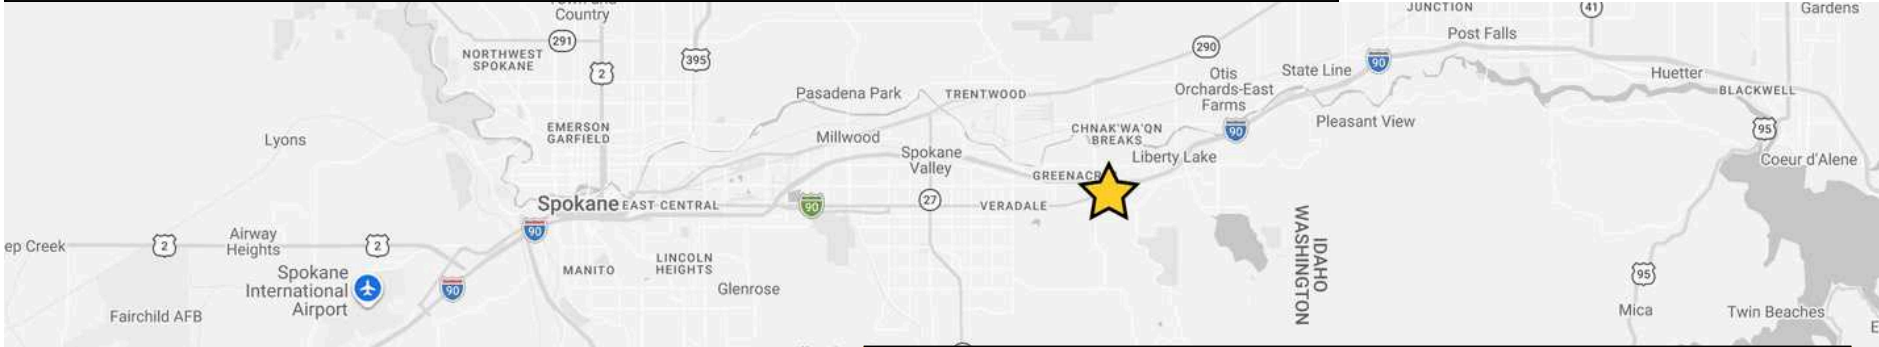 Country
JUNCTION
41
Gardens
291
NORTHWEST
SPOKANE
2
395
290
90
Post Falls
Otis
Orchards-East
Farms
State Line
Huetter
Pasadena Park
TRENTWOOD
BLACKWELL
Lyons
EMERSON
GARFIELD
Millwood
CHNAK'WA'QN
BREAKS
90
Pleasant View
95
Spokane
Valley
Liberty Lake
Coeur d'Alene
GREENACR
Spokane
EAST CENTRAL
90
27
VERADALE
90
ep Creek
2
Airway
Heights
2
LINCOLN
HEIGHTS
MANITO
IDAHO
WASHINGTON
Spokane
International
Airport
90
Glenrose
95
Fairchild AFB
Mica
Twin Beaches
E